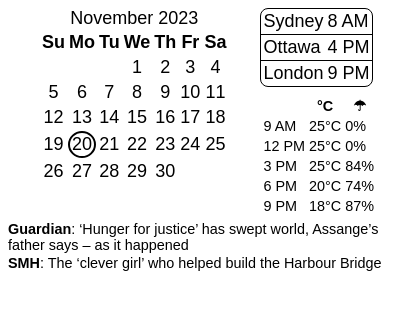 November 2023
Su Mo Tu We Th Fr Sa
1 2 3 4
5 6 7 8 9 10 11
12 13 14 15 16 17 18
19 20 21 22 23 24 25
26 27 28 29 30
Sydney 8 AM
Ottawa 4 PM
London 9 PM
°C ☂
9 AM 25°C 0%
12 PM 25°C 0%
3 PM 25°C 84%
6 PM 20°C 74%
9 PM 18°C 87%
Guardian: ‘Hunger for justice’ has swept world, Assange’s
father says – as it happened
SMH: The ‘clever girl’ who helped build the Harbour Bridge